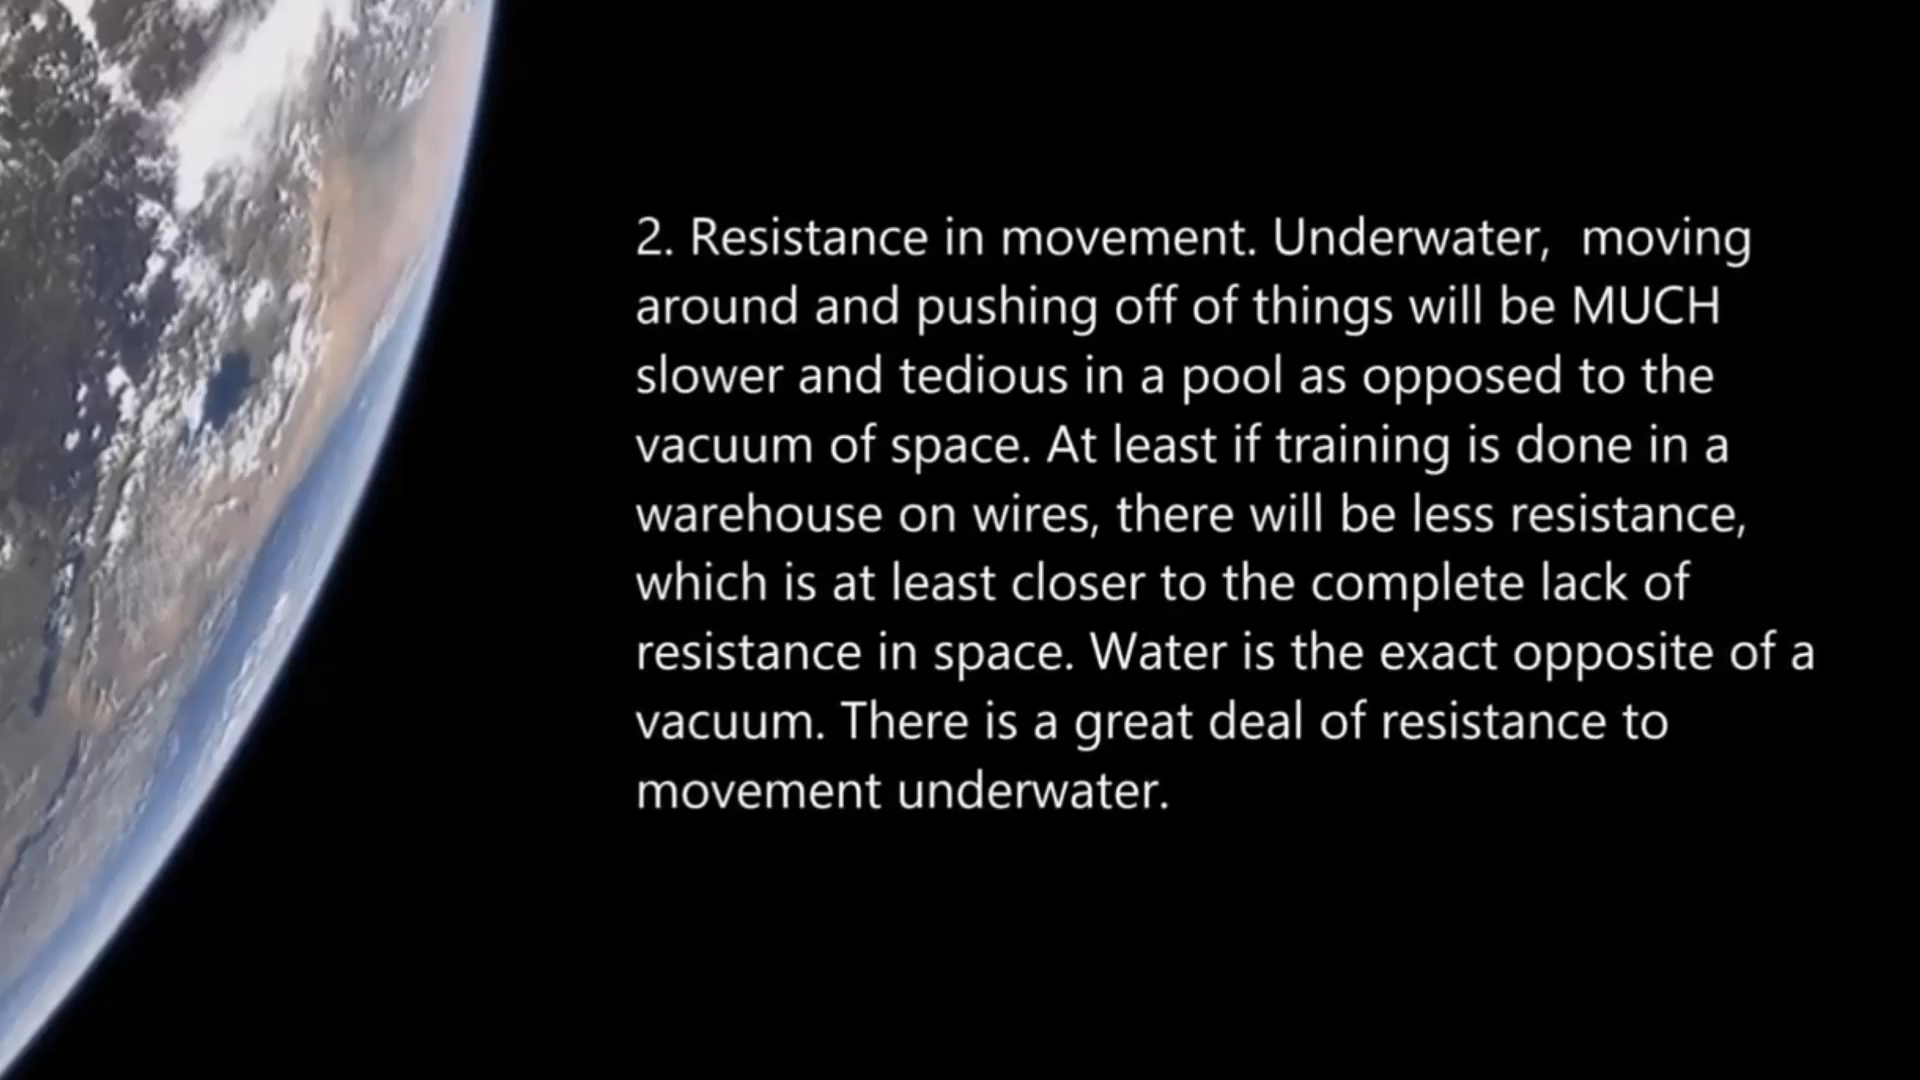 2. Resistance in movement. Underwater,  moving
around and pushing off of things will be MUCH
slower and tedious in a pool as opposed to the
vacuum of space. At least if training is done in a
warehouse on wires, there will be less resistance,
which is at least closer to the complete lack of
resistance in space. Water is the exact opposite of a
vacuum. There is a great deal of resistance to
movement underwater.